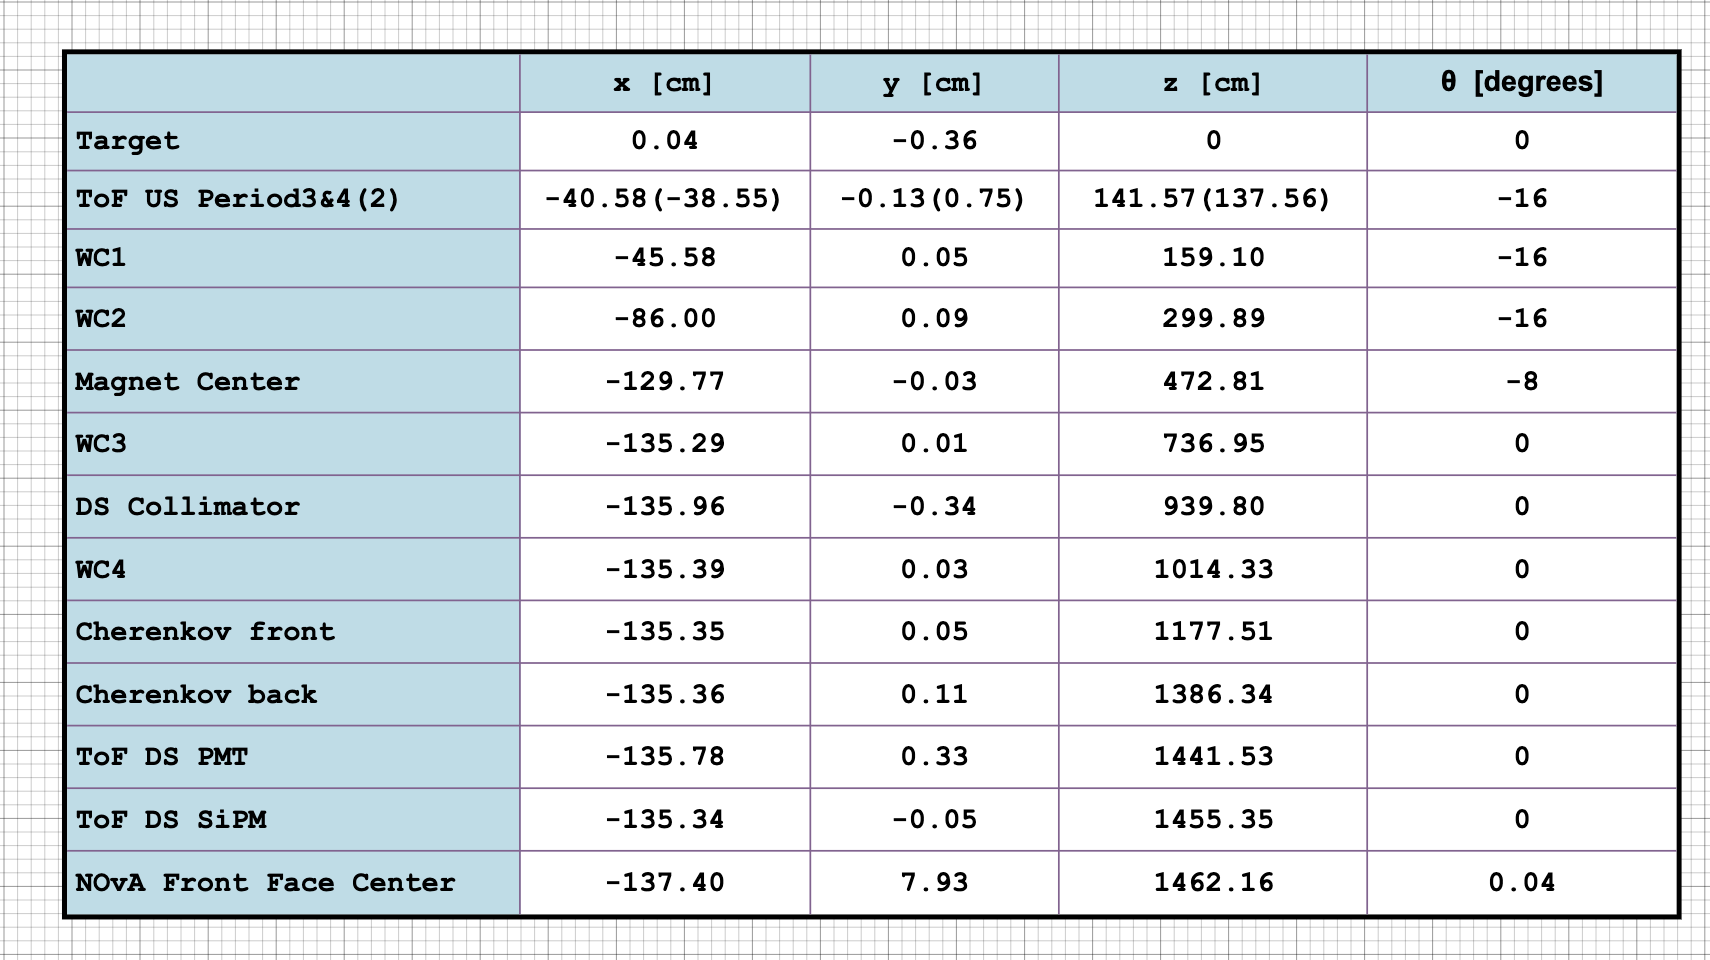 x [cm] y [cm] z [cm] θ [degrees]
Target 0.04 -0.36 0 0
ToF US Period3&4(2) -40.58(-38.55) -0.13(0.75) 141.57(137.56) -16
WC1 -45.58 0.05 159.10 -16
WC2 -86.00 0.09 299.89 -16
Magnet Center -129.77 -0.03 472.81 -8
WC3 -135.29 0.01 736.95 0
DS Collimator -135.96 -0.34 939.80 0
WC4 -135.39 0.03 1014.33 0
Cherenkov front -135.35 0.05 1177.51 0
Cherenkov back -135.36 0.11 1386.34 0
ToF DS PMT -135.78 0.33 1441.53 0
ToF DS SiPM -135.34 -0.05 1455.35 0
NOvA Front Face Center -137.40 7.93 1462.16 0.04